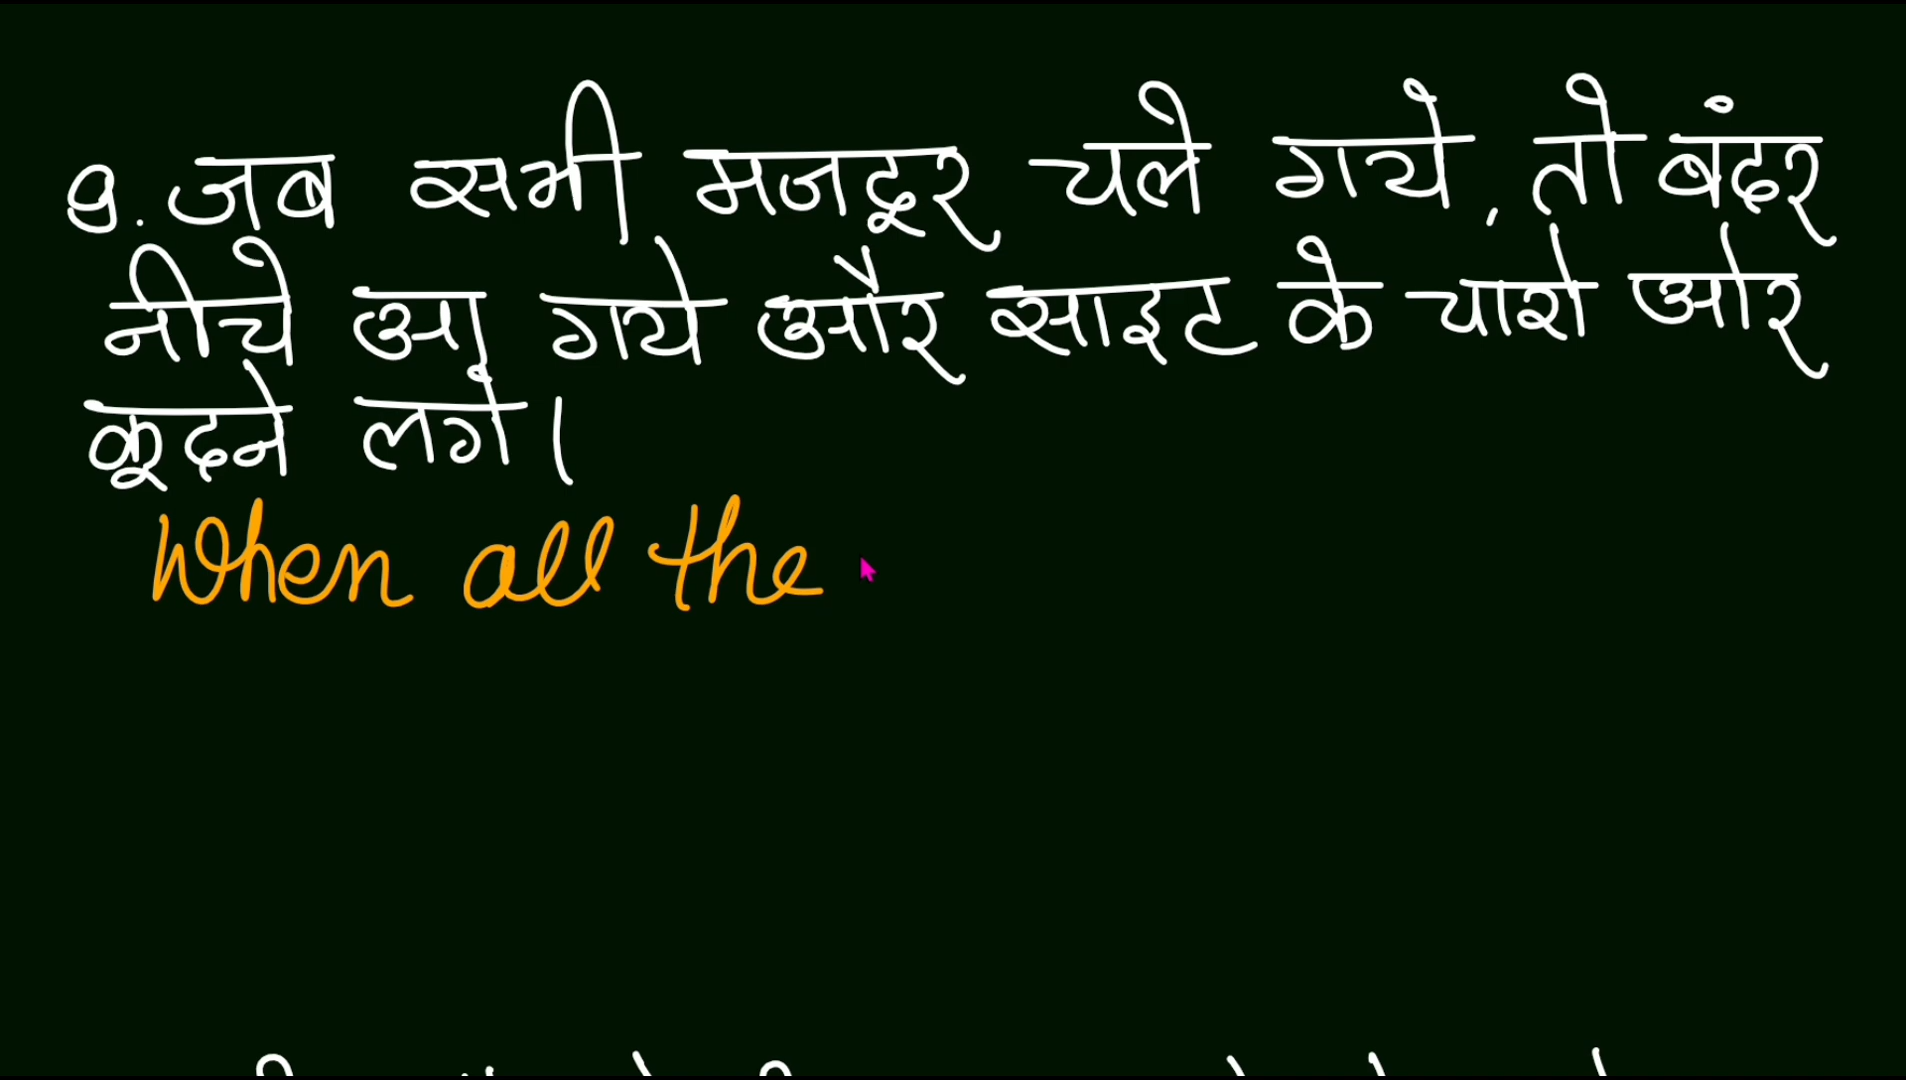 9. जब सभी मजदूर चले गये, तो बंदर
नीचे आ गये और साइट के चारो ओर
कूदने लगे।
When all the